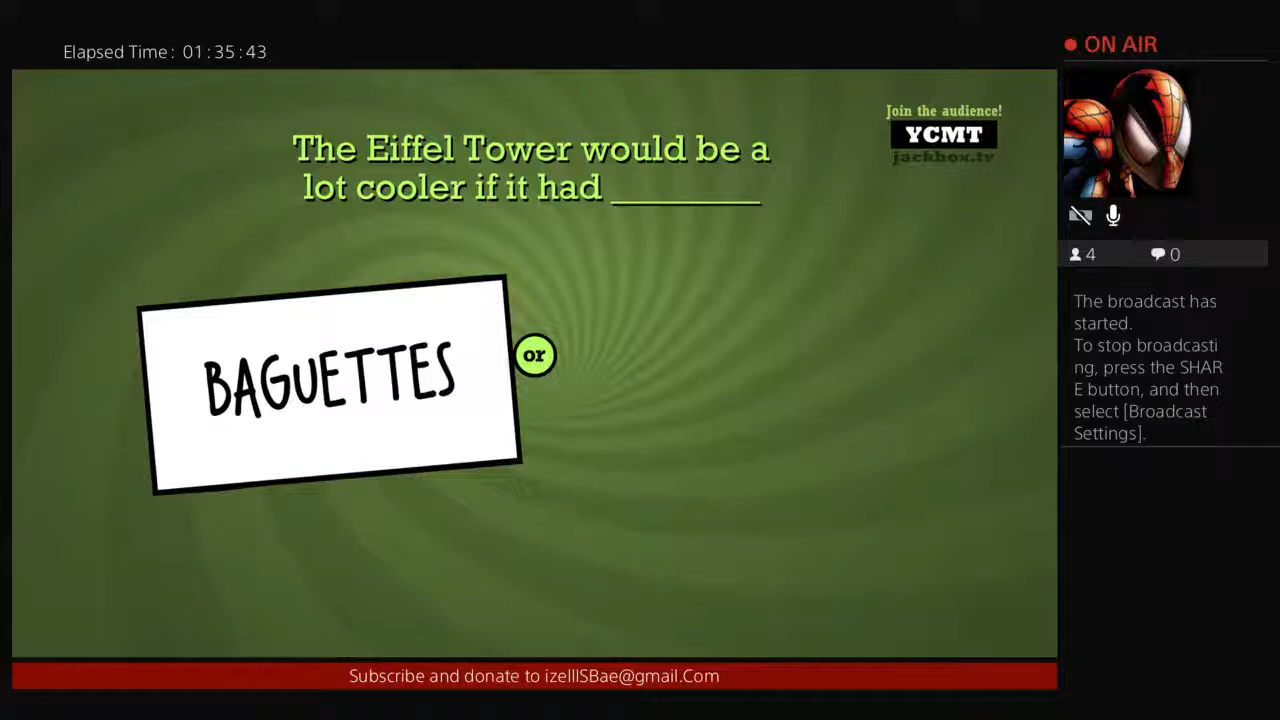 Elapsed Time: 01:35:43
ON AIR
Join the audience!
YCMT
jackbox.tv
The Eiffel Tower would be a
lot cooler if it had ________
BAGUETTES
or
4
0
The broadcast has
started.
To stop broadcasti
ng, press the SHAR
E button, and then
select [Broadcast
Settings].
Subscribe and donate to izellISBae@gmail.Com